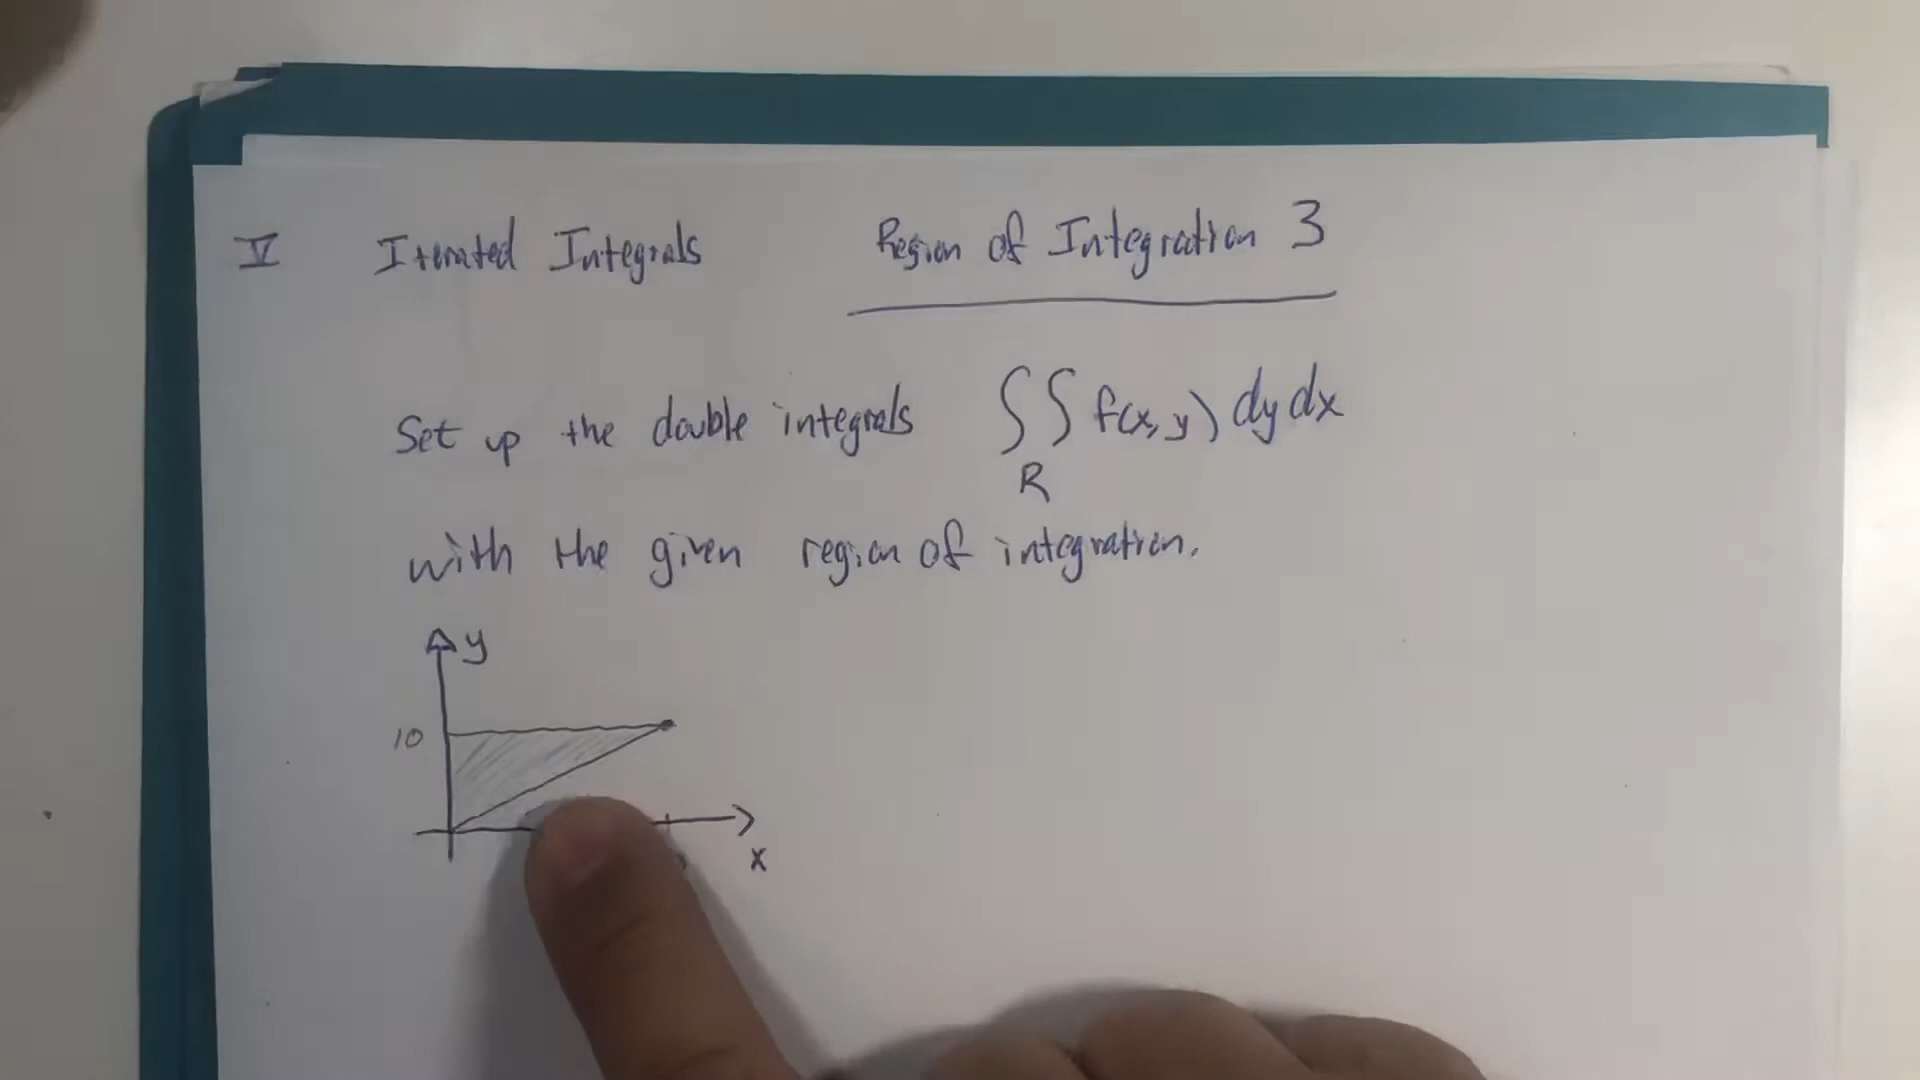 V Iterated Integrals Region of Integration 3
Set up the double integrals ∫∫ f(x,y) dy dx
R
with the given region of integration.
y
10
x